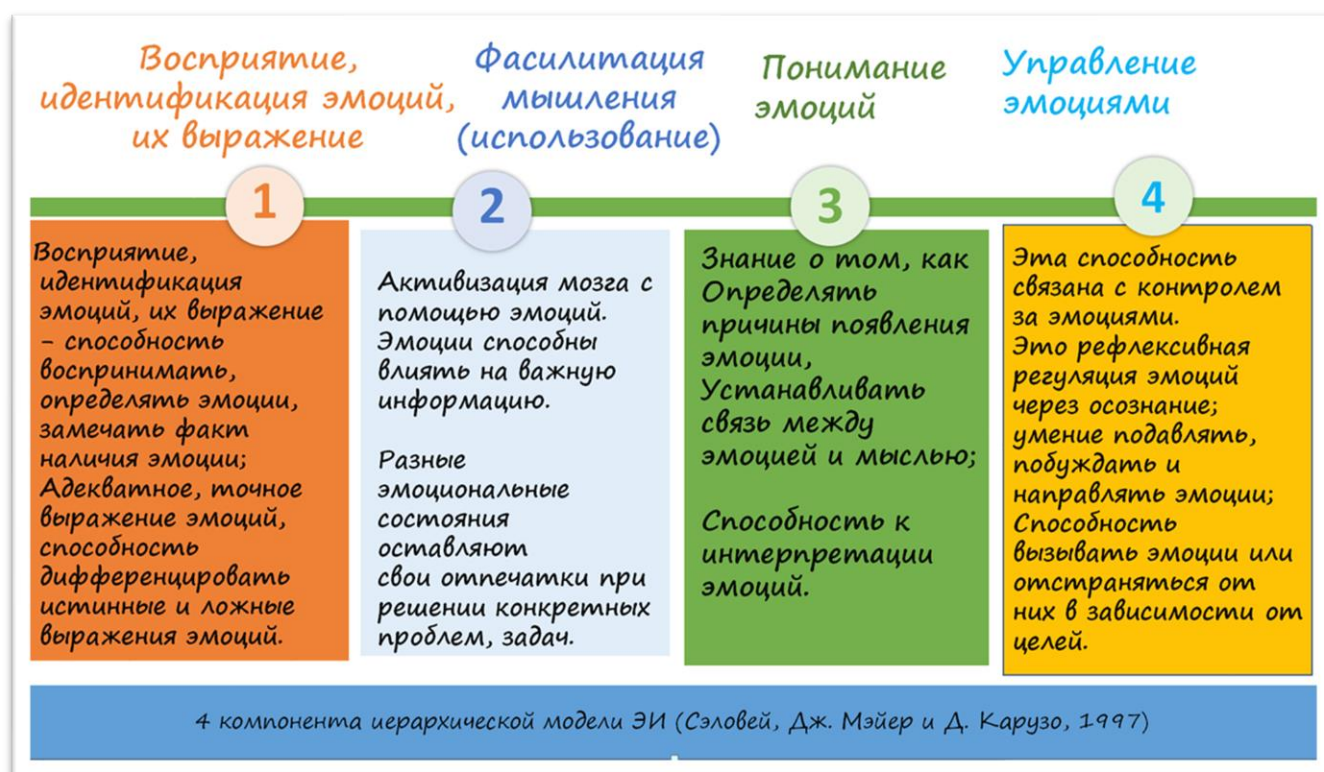 Восприятие,
идентификация эмоций,
их выражение
Фасилитация
мышления
(использование)
Понимание
эмоций
Управление
эмоциями
1
2
3
4
Восприятие,
идентификация
эмоций, их выражение
– способность
воспринимать,
определять эмоции,
замечать факт
наличия эмоции;
Адекватное, точное
выражение эмоций,
способность
дифференцировать
истинные и ложные
выражения эмоций.
Активизация мозга с
помощью эмоций.
Эмоции способны
влиять на важную
информацию.
Разные
эмоциональные
состояния
оставляют
свои отпечатки при
решении конкретных
проблем, задач.
Знание о том, как
Определять
причины появления
эмоции,
Устанавливать
связь между
эмоцией и мыслью;
Способность к
интерпретации
эмоций.
Эта способность
связана с контролем
за эмоциями.
Это рефлексивная
регуляция эмоций
через осознание;
умение подавлять,
побуждать и
направлять эмоции;
Способность
вызывать эмоции или
отстраняться от
них в зависимости от
целей.
4 компонента иерархической модели ЭИ (Сэловей, Дж. Мэйер и Д. Карузо, 1997)